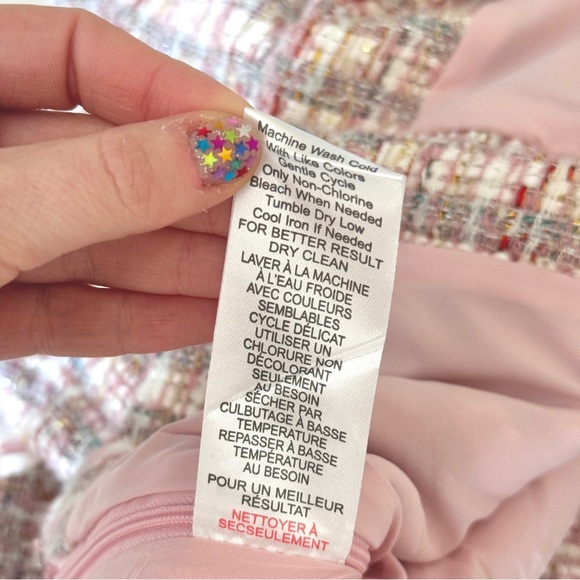 Machine Wash Cold
With Like Colors
Gentle Cycle
Only Non-Chlorine
Bleach When Needed
Tumble Dry Low
Cool Iron If Needed
FOR BETTER RESULT
DRY CLEAN
LAVER À LA MACHINE
À L'EAU FROIDE
AVEC COULEURS
SEMBLABLES
CYCLE DÉLICAT
UTILISER UN
CHLORURE NON
DÉCOLORANT
SEULEMENT
AU BESOIN
SÉCHER PAR
CULBUTAGE À BASSE
TEMPERATURE
REPASSER À BASSE
TEMPÉRATURE
AU BESOIN
POUR UN MEILLEUR
RÉSULTAT
NETTOYER À
SECSEULEMENT